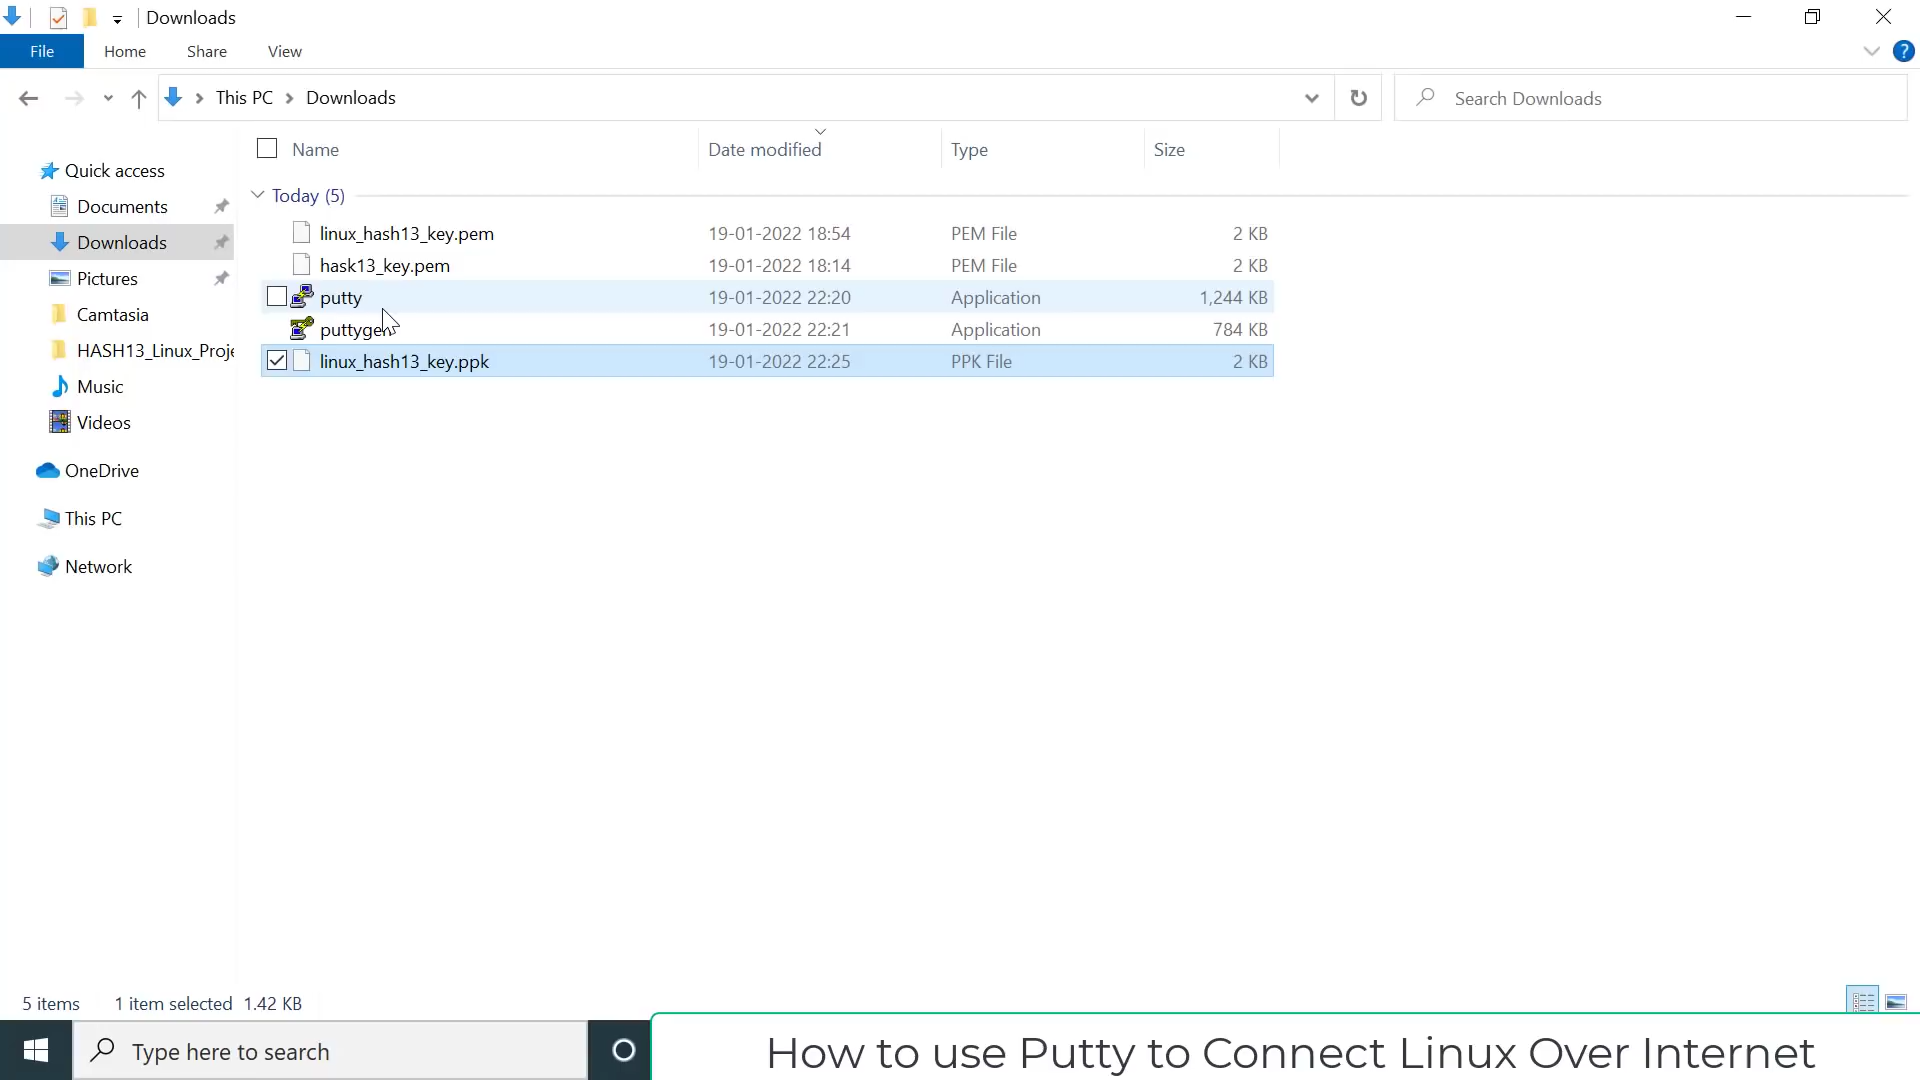 Downloads
File Home Share View
This PC Downloads
Search Downloads
Name Date modified Type Size
Quick access
Today (5)
Documents
linux_hash13_key.pem 19-01-2022 18:54 PEM File 2 KB
Downloads
hask13_key.pem 19-01-2022 18:14 PEM File 2 KB
Pictures
putty 19-01-2022 22:20 Application 1,244 KB
Camtasia
puttygen 19-01-2022 22:21 Application 784 KB
HASH13_Linux_Proje
linux_hash13_key.ppk 19-01-2022 22:25 PPK File 2 KB
Music
Videos
OneDrive
This PC
Network
5 items 1 item selected 1.42 KB
Type here to search
How to use Putty to Connect Linux Over Internet